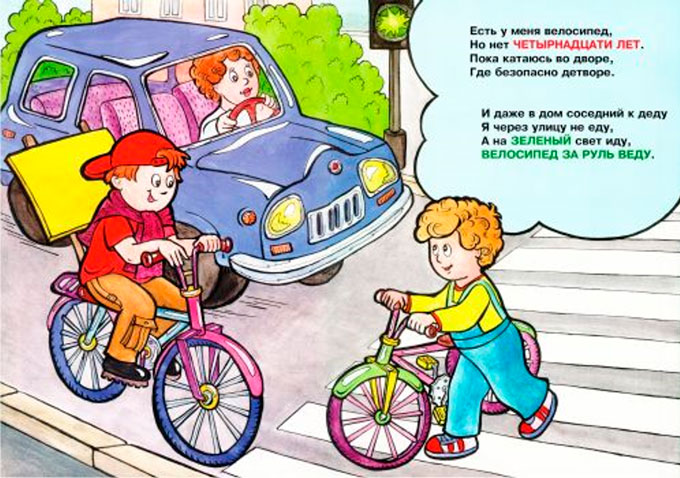 Есть у меня велосипед,
Но нет ЧЕТЫРНАДЦАТИ ЛЕТ.
Пока катаюсь во дворе,
Где безопасно детворе.
И даже в дом соседний к деду
Я через улицу не еду,
А на ЗЕЛЕНЫЙ свет иду,
ВЕЛОСИПЕД ЗА РУЛЬ ВЕДУ.